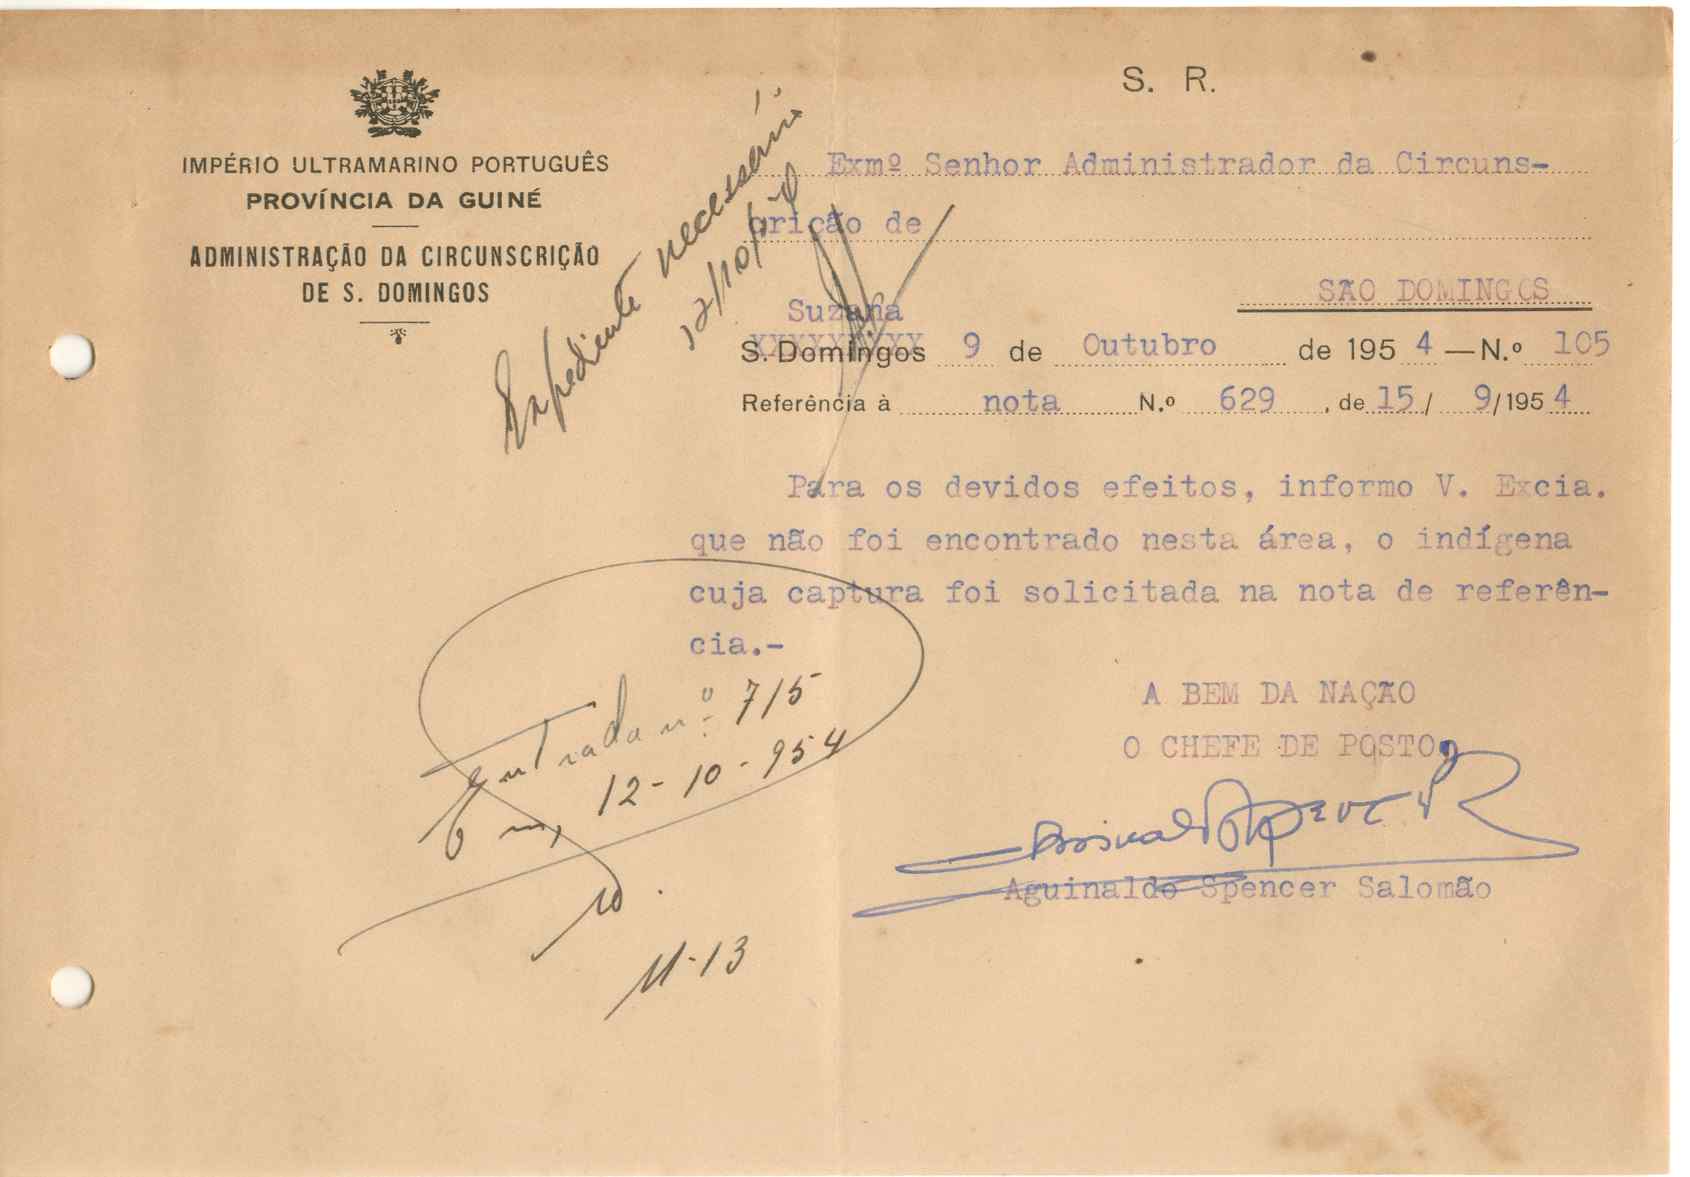 S. R.
IMPÉRIO ULTRAMARINO PORTUGUÊS
PROVÍNCIA DA GUINÉ
ADMINISTRAÇÃO DA CIRCUNSCRIÇÃO
DE S. DOMINGOS
Expediente necessário
12/10/54
Exmº Senhor Administrador da Circuns-
crição de
SÃO DOMINGOS
Suzana
S. Domingos 9 de Outubro de 1954 — N.º 105
Referência à nota N.º 629, de 15/ 9/1954
Para os devidos efeitos, informo V. Excia.
que não foi encontrado nesta área, o indígena
cuja captura foi solicitada na nota de referên-
cia.-
A BEM DA NAÇÃO
O CHEFE DE POSTO,
Aguinaldo Spencer Salomão
Entrada nº 715
Em, 12-10-954
11-13